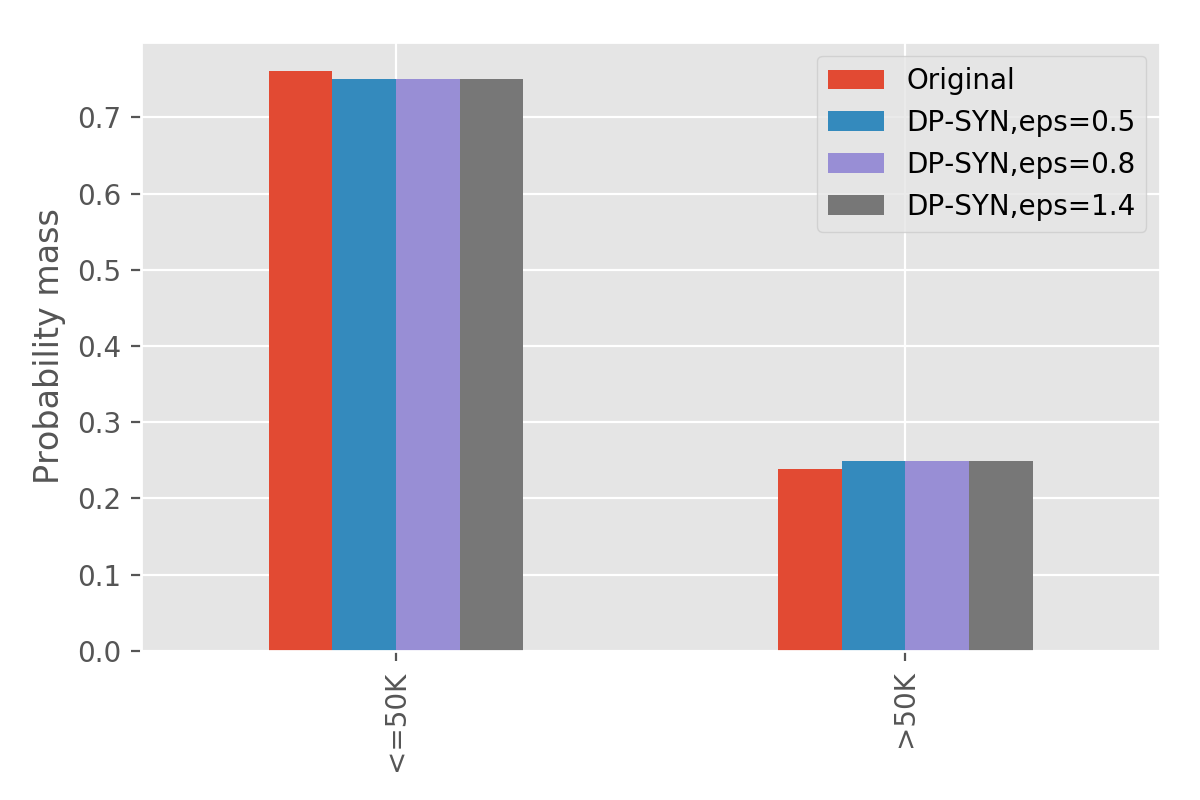 Original
DP-SYN,eps=0.5
DP-SYN,eps=0.8
DP-SYN,eps=1.4
Probability mass
0.7
0.6
0.5
0.4
0.3
0.2
0.1
0.0
<=50K
>50K